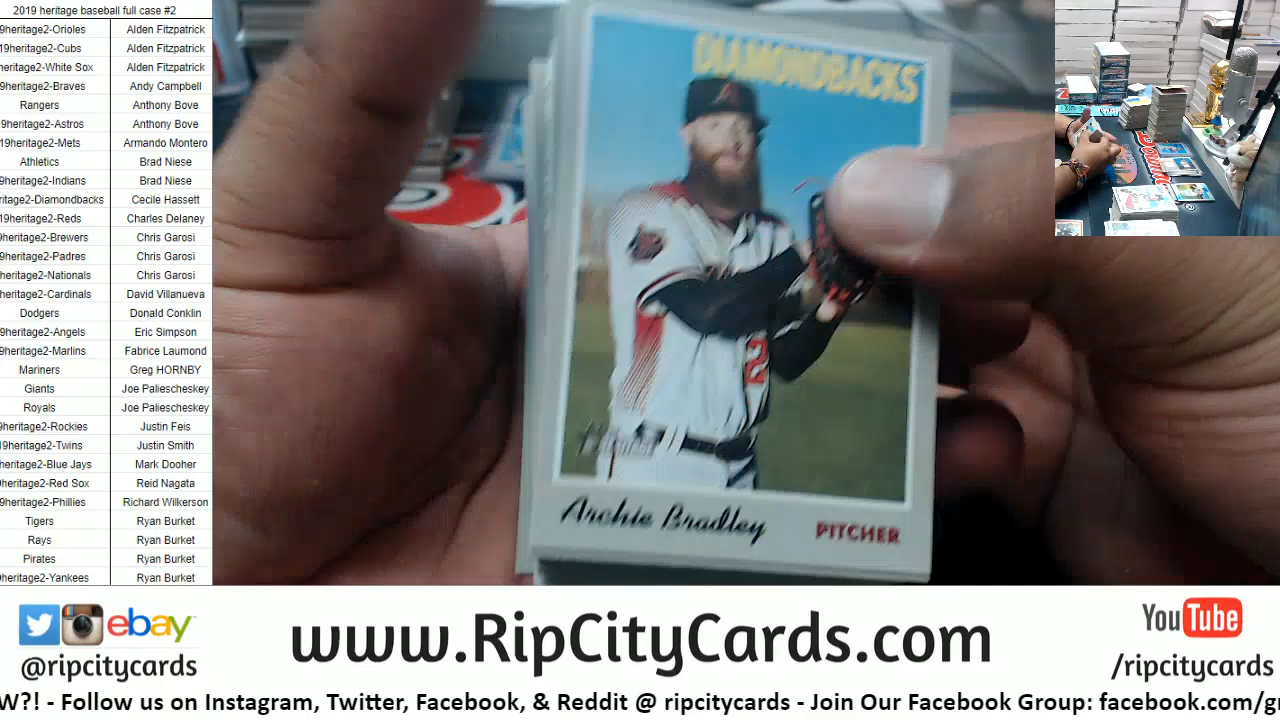 2019 heritage baseball full case #2
9heritage2-Orioles Alden Fitzpatrick
19heritage2-Cubs Alden Fitzpatrick
heritage2-White Sox Alden Fitzpatrick
9heritage2-Braves Andy Campbell
Rangers Anthony Bove
9heritage2-Astros Anthony Bove
19heritage2-Mets Armando Montero
Athletics Brad Niese
9heritage2-Indians Brad Niese
ritage2-Diamondbacks Cecile Hassett
19heritage2-Reds Charles Delaney
9heritage2-Brewers Chris Garosi
9heritage2-Padres Chris Garosi
heritage2-Nationals Chris Garosi
heritage2-Cardinals David Villanueva
Dodgers Donald Conklin
9heritage2-Angels Eric Simpson
9heritage2-Marlins Fabrice Laumond
Mariners Greg HORNBY
Giants Joe Paliescheskey
Royals Joe Paliescheskey
9heritage2-Rockies Justin Feis
19heritage2-Twins Justin Smith
heritage2-Blue Jays Mark Dooher
9heritage2-Red Sox Reid Nagata
9heritage2-Phillies Richard Wilkerson
Tigers Ryan Burket
Rays Ryan Burket
Pirates Ryan Burket
9heritage2-Yankees Ryan Burket
DIAMONDBACKS
A
2
Heritage
Archie Bradley PITCHER
ebay
@ripcitycards
www.RipCityCards.com
YouTube
/ripcitycards
W?! - Follow us on Instagram, Twitter, Facebook, & Reddit @ ripcitycards - Join Our Facebook Group: facebook.com/gr